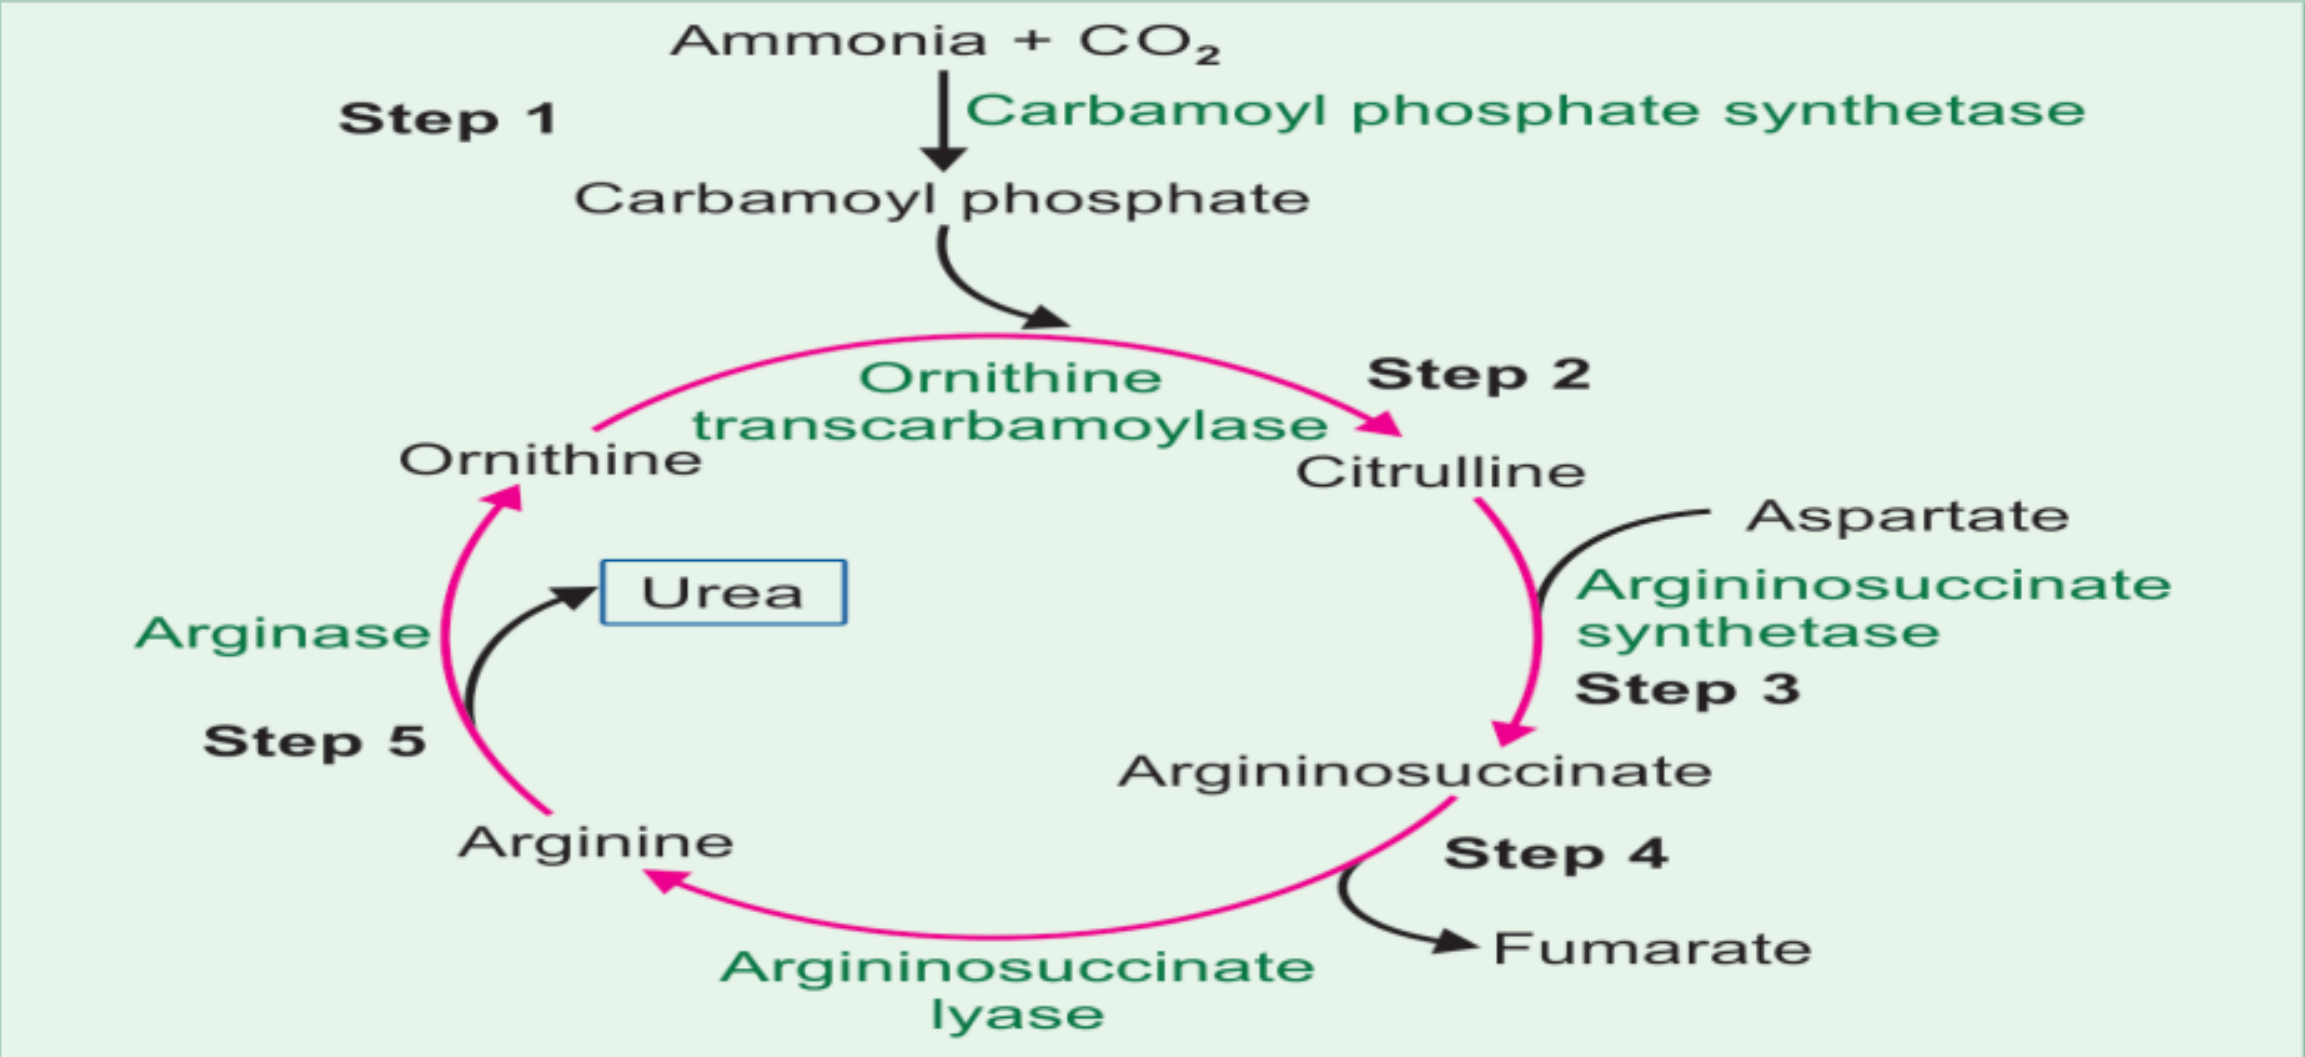 Ammonia + CO₂
Step 1
Carbamoyl phosphate synthetase
Carbamoyl phosphate
Step 2
Ornithine
transcarbamoylase
Ornithine
Citrulline
Aspartate
Argininosuccinate
synthetase
Urea
Arginase
Step 3
Step 5
Argininosuccinate
Arginine
Step 4
Fumarate
Argininosuccinate
lyase